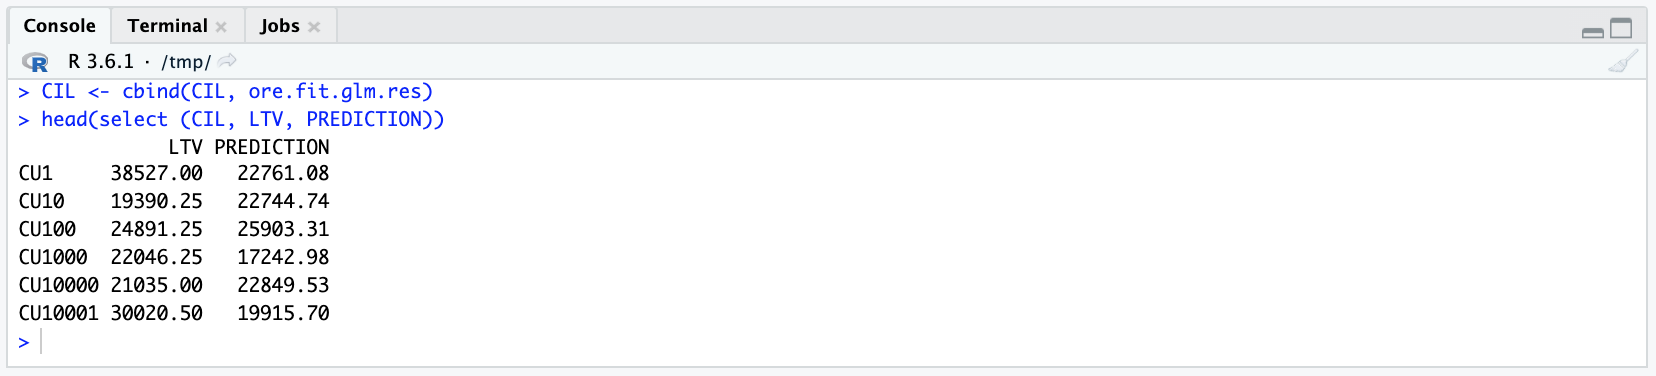 Console Terminal Jobs
R R 3.6.1 · /tmp/
> CIL <- cbind(CIL, ore.fit.glm.res)
> head(select (CIL, LTV, PREDICTION))
LTV PREDICTION
CU1 38527.00 22761.08
CU10 19390.25 22744.74
CU100 24891.25 25903.31
CU1000 22046.25 17242.98
CU10000 21035.00 22849.53
CU10001 30020.50 19915.70
>